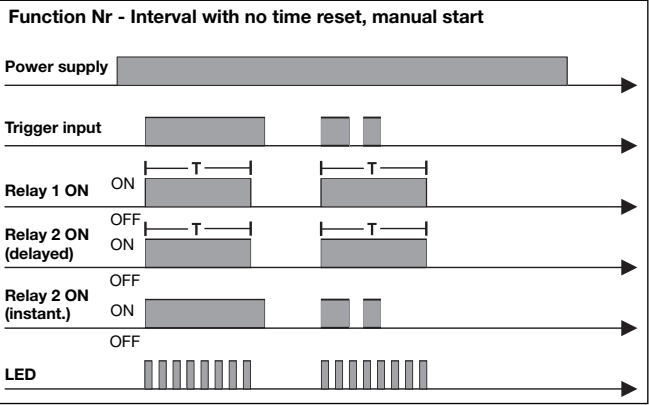 Function Nr - Interval with no time reset, manual start
Power supply
Trigger input
T T
Relay 1 ON ON
OFF
T T
Relay 2 ON
(delayed) ON
OFF
Relay 2 ON
(instant.) ON
OFF
LED